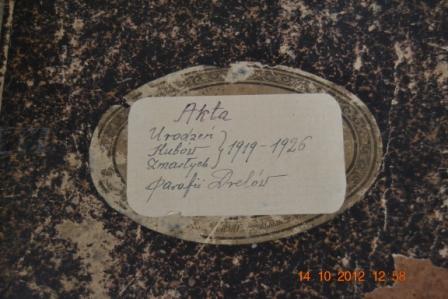 Akta
Urodzeń
Ślubów } 1919-1926
Zmarłych
Parafii Drelów
14 10 2012 12 58